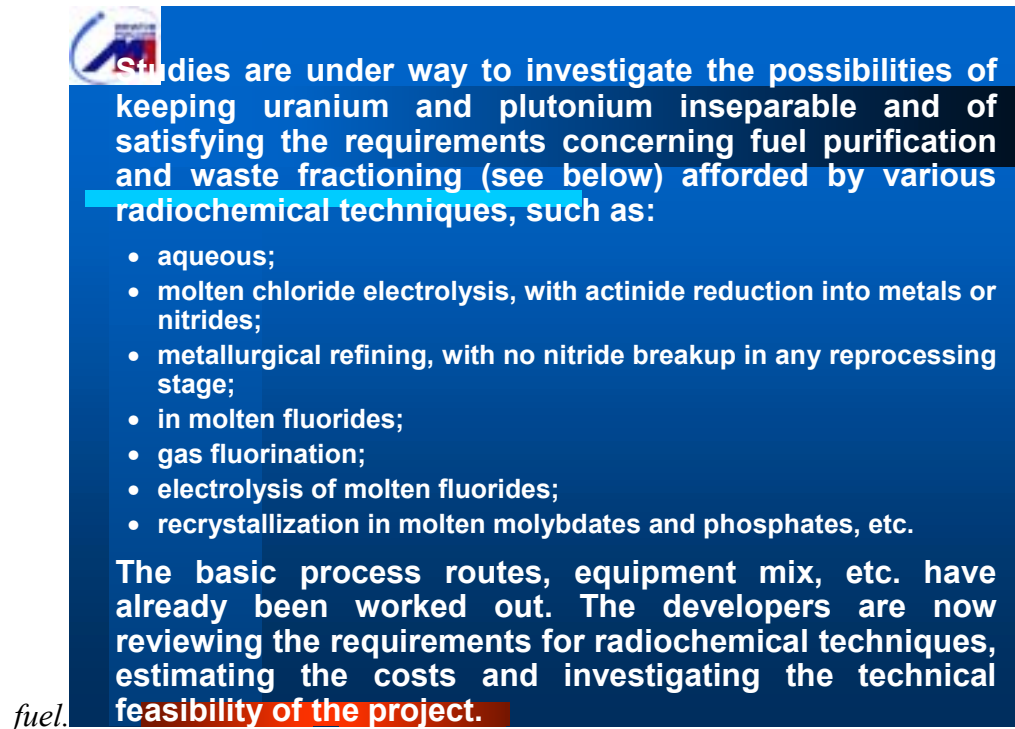 Studies are under way to investigate the possibilities of
keeping uranium and plutonium inseparable and of
satisfying the requirements concerning fuel purification
and waste fractioning (see below) afforded by various
radiochemical techniques, such as:
• aqueous;
• molten chloride electrolysis, with actinide reduction into metals or
nitrides;
• metallurgical refining, with no nitride breakup in any reprocessing
stage;
• in molten fluorides;
• gas fluorination;
• electrolysis of molten fluorides;
• recrystallization in molten molybdates and phosphates, etc.
The basic process routes, equipment mix, etc. have
already been worked out. The developers are now
reviewing the requirements for radiochemical techniques,
estimating the costs and investigating the technical
feasibility of the project.
fuel.